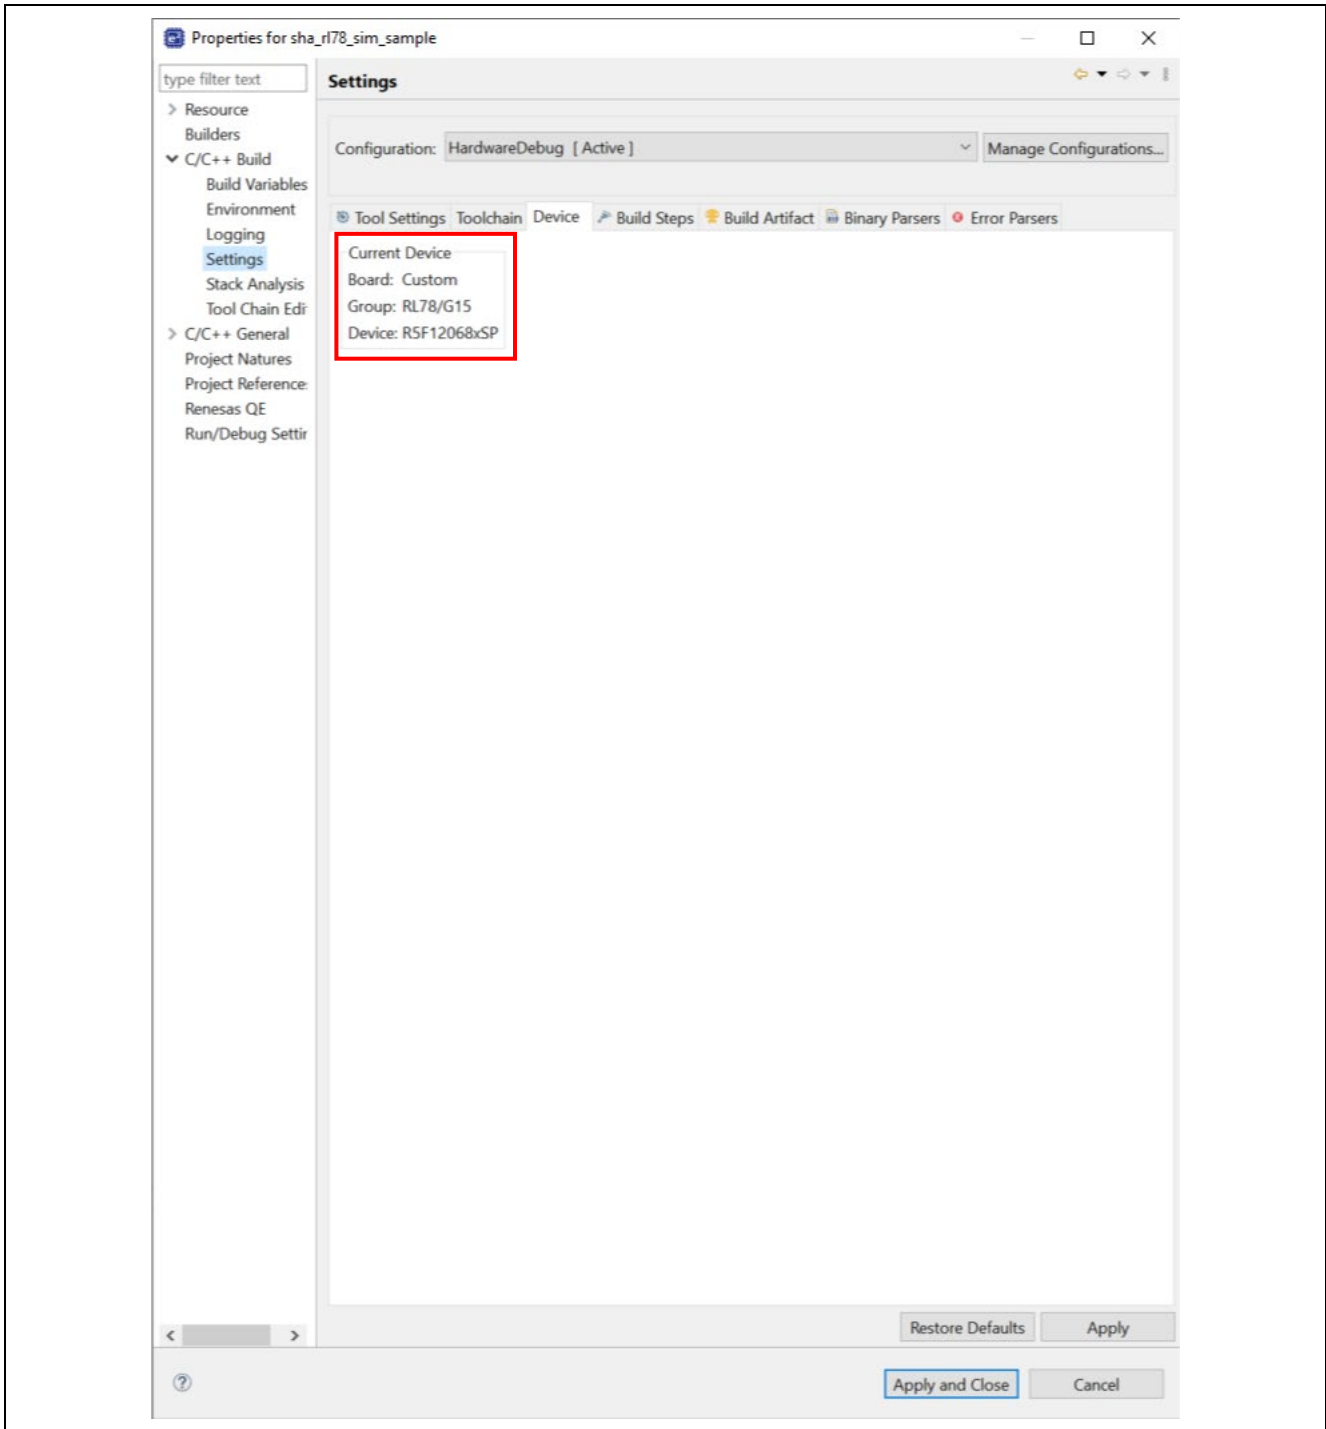 Properties for sha_rl78_sim_sample
type filter text
Settings
Resource
Builders
C/C++ Build
Build Variables
Environment
Logging
Settings
Stack Analysis
Tool Chain Edi
C/C++ General
Project Natures
Project Reference
Renesas QE
Run/Debug Settir
Configuration: HardwareDebug [ Active ] Manage Configurations...
Tool Settings Toolchain Device Build Steps Build Artifact Binary Parsers Error Parsers
Current Device
Board: Custom
Group: RL78/G15
Device: R5F12068xSP
Restore Defaults Apply
Apply and Close Cancel